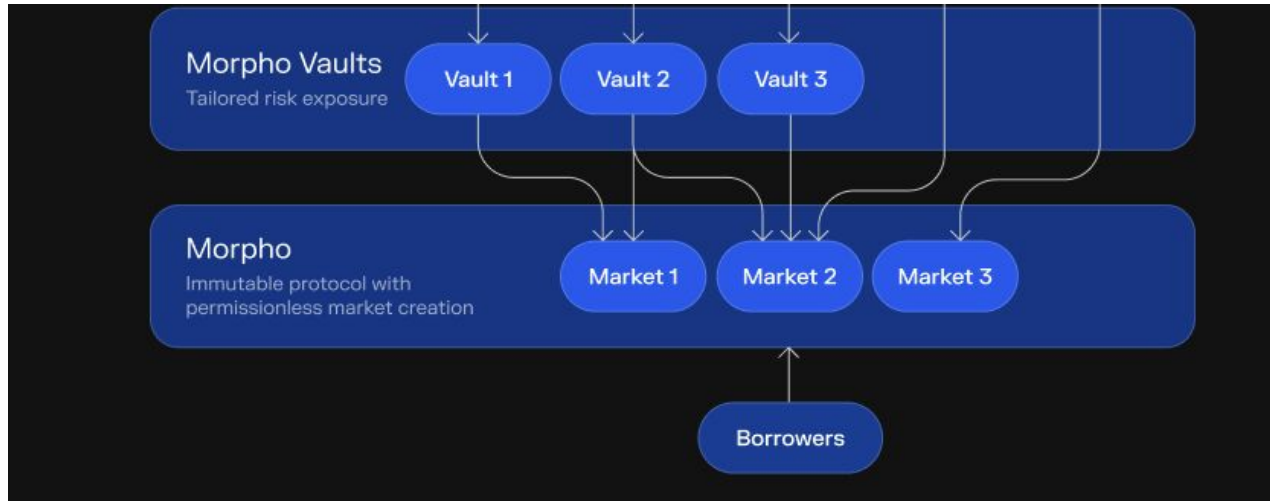 Morpho Vaults
Tailored risk exposure
Vault 1
Vault 2
Vault 3
Morpho
Immutable protocol with
permissionless market creation
Market 1
Market 2
Market 3
Borrowers